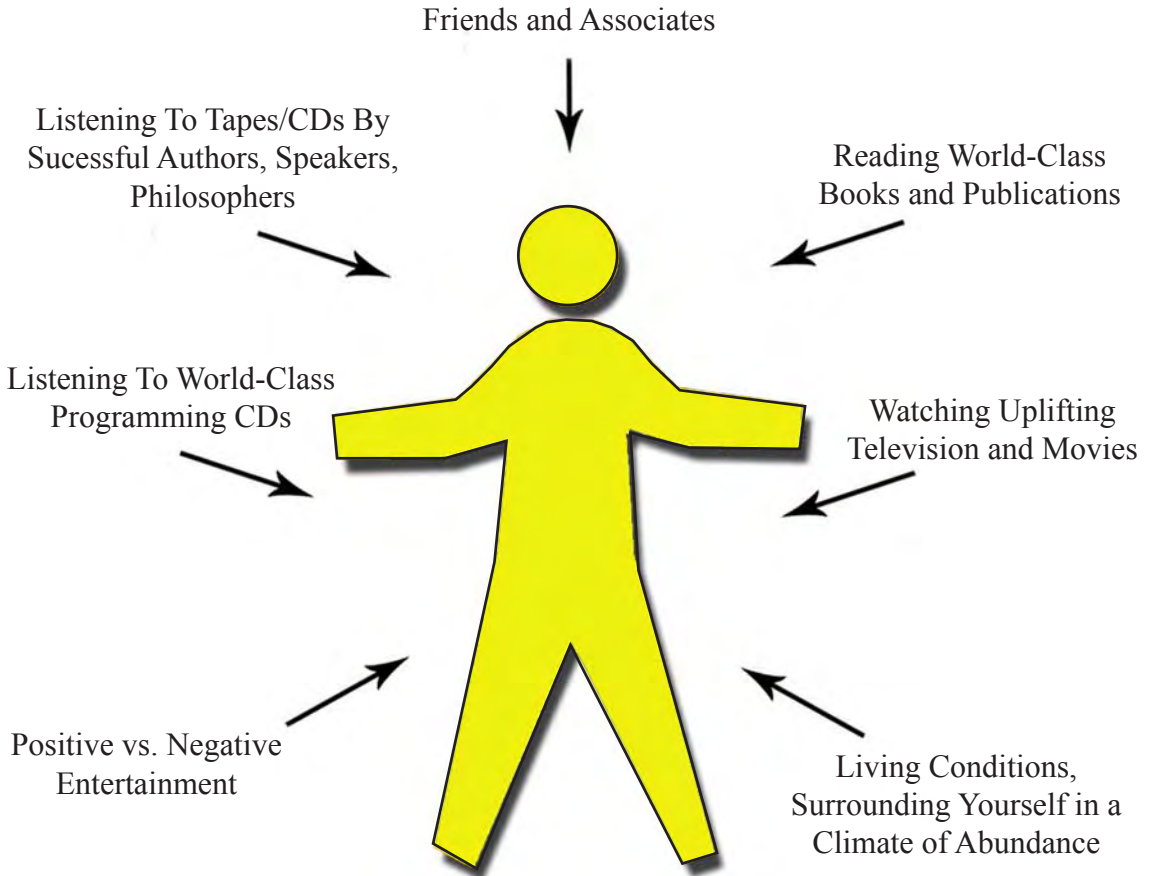 Friends and Associates
Listening To Tapes/CDs By
Sucessful Authors, Speakers,
Philosophers
Reading World-Class
Books and Publications
Listening To World-Class
Programming CDs
Watching Uplifting
Television and Movies
Positive vs. Negative
Entertainment
Living Conditions,
Surrounding Yourself in a
Climate of Abundance